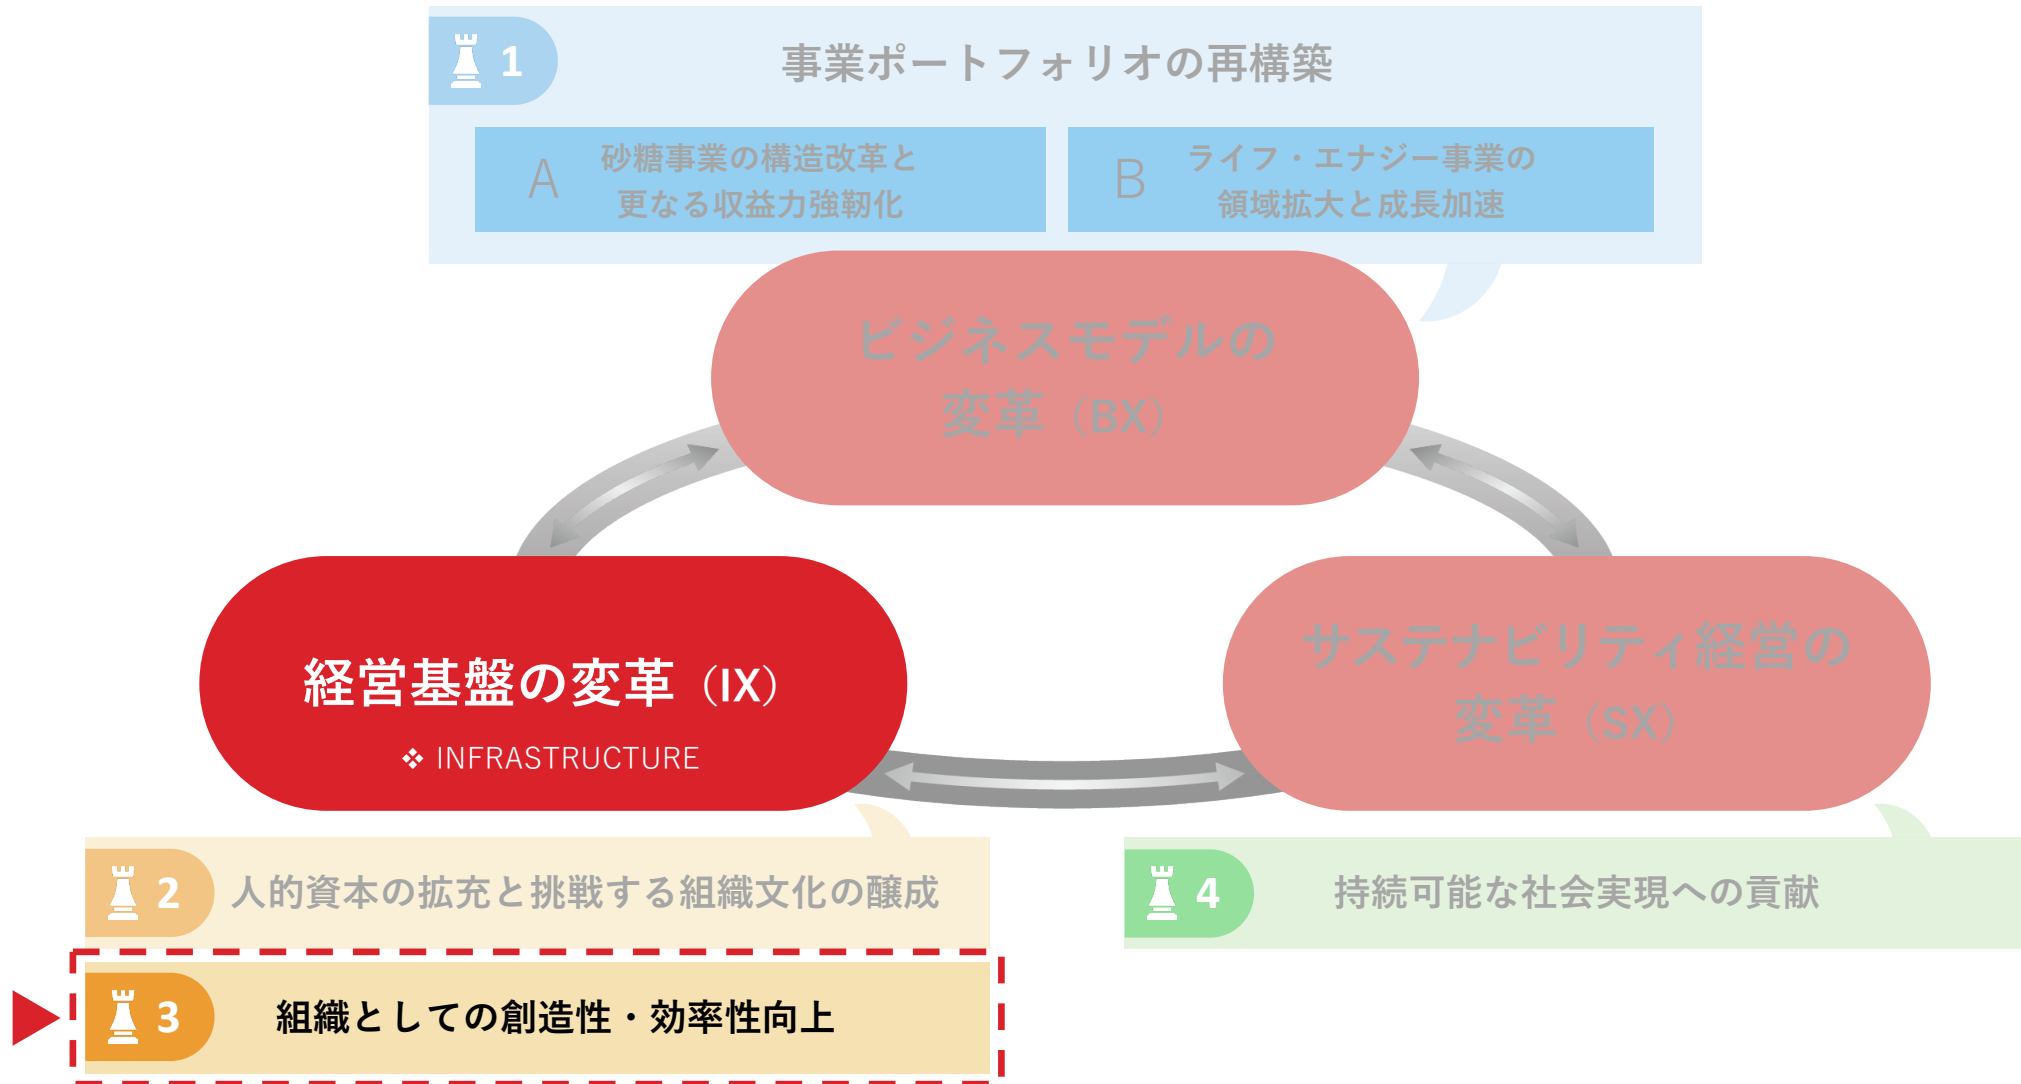 1
事業ポートフォリオの再構築
A
砂糖事業の構造改革と
更なる収益力強靭化
B
ライフ・エナジー事業の
領域拡大と成長加速
ビジネスモデルの
変革（BX）
経営基盤の変革（IX）
❖ INFRASTRUCTURE
サステナビリティ経営の
変革（SX）
2
人的資本の拡充と挑戦する組織文化の醸成
3
組織としての創造性・効率性向上
4
持続可能な社会実現への貢献